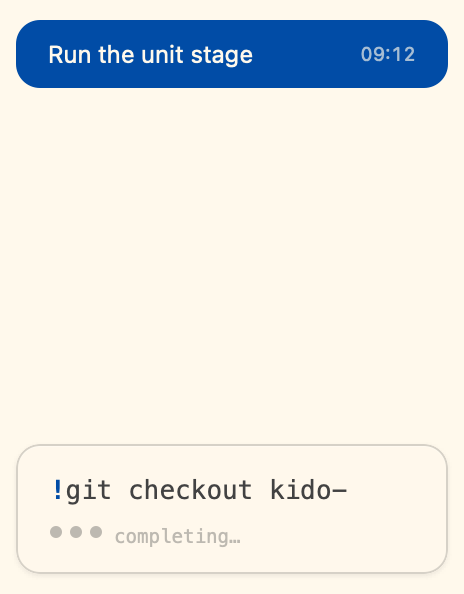 Run the unit stage 09:12
!git checkout kido-
completing…